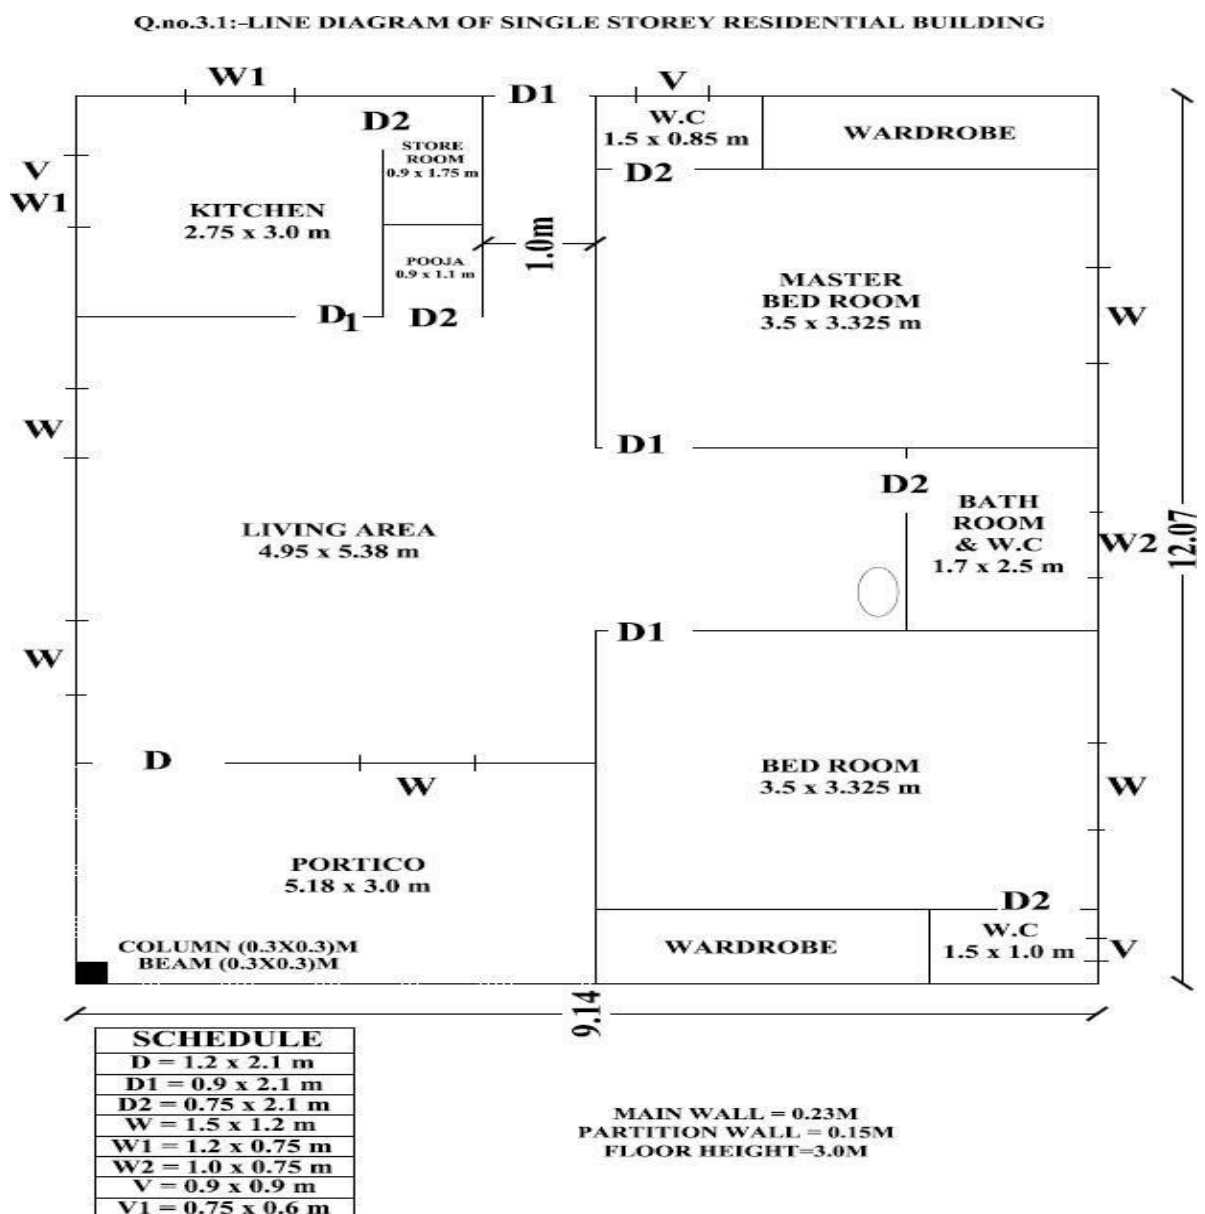 Q.no.3.1:-LINE DIAGRAM OF SINGLE STOREY RESIDENTIAL BUILDING
W1
D1
V
D2
W.C
1.5 x 0.85 m
WARDROBE
STORE
ROOM
0.9 x 1.75 m
V
W1
D2
KITCHEN
2.75 x 3.0 m
1.0m
POOJA
0.9 x 1.1 m
MASTER
BED ROOM
3.5 x 3.325 m
D1
D2
W
W
D1
D2
BATH
ROOM
& W.C
1.7 x 2.5 m
W2
12.07
LIVING AREA
4.95 x 5.38 m
D1
W
D
W
BED ROOM
3.5 x 3.325 m
W
PORTICO
5.18 x 3.0 m
D2
COLUMN (0.3X0.3)M
BEAM (0.3X0.3)M
WARDROBE
W.C
1.5 x 1.0 m
V
9.14
SCHEDULE
D = 1.2 x 2.1 m
D1 = 0.9 x 2.1 m
D2 = 0.75 x 2.1 m
W = 1.5 x 1.2 m
W1 = 1.2 x 0.75 m
W2 = 1.0 x 0.75 m
V = 0.9 x 0.9 m
V1 = 0.75 x 0.6 m
MAIN WALL = 0.23M
PARTITION WALL = 0.15M
FLOOR HEIGHT=3.0M